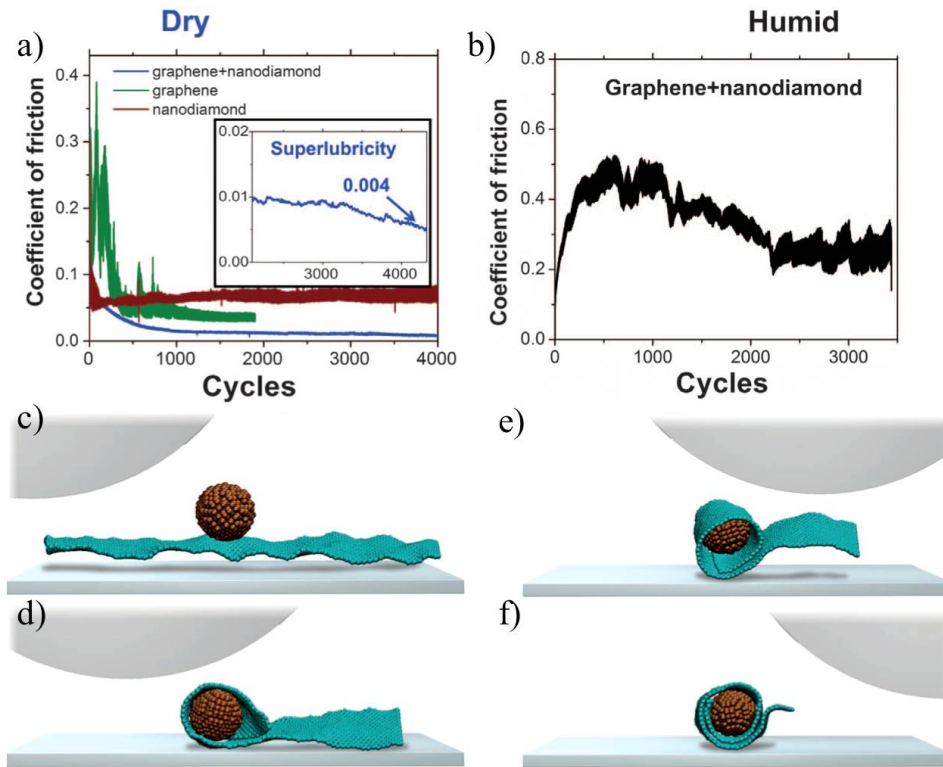 Dry
a)
0.4
0.3
0.2
0.1
0.0
Coefficient of friction
graphene+nanodiamond
graphene
nanodiamond
0.02
0.01
0.00
Superlubricity
0.004
3000 4000
0 1000 2000 3000 4000
Cycles
Humid
b)
0.8
0.6
0.4
0.2
0.0
Coefficient of friction
Graphene+nanodiamond
0 1000 2000 3000
Cycles
c)
e)
d)
f)